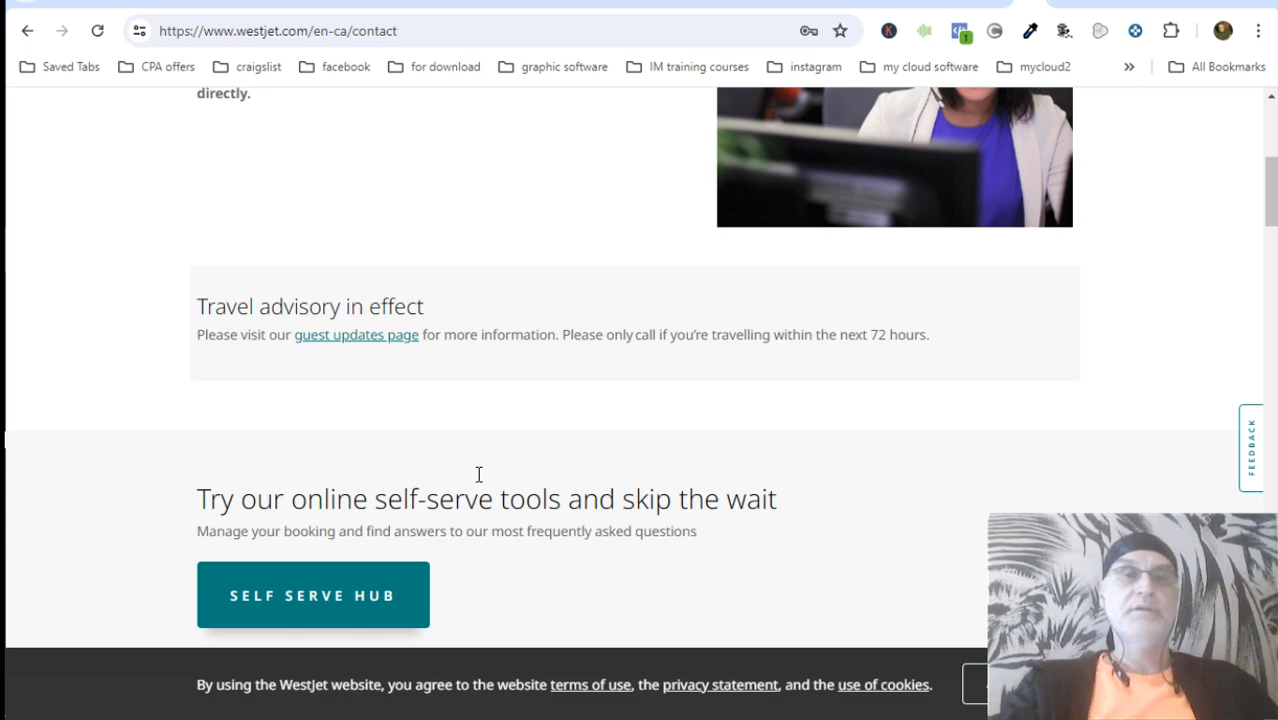 https://www.westjet.com/en-ca/contact
1
Saved Tabs
CPA offers
craigslist
facebook
for download
graphic software
IM training courses
instagram
my cloud software
mycloud2
»
All Bookmarks
directly.
Travel advisory in effect
Please visit our guest updates page for more information. Please only call if you're travelling within the next 72 hours.
FEEDBACK
Try our online self-serve tools and skip the wait
Manage your booking and find answers to our most frequently asked questions
SELF SERVE HUB
By using the WestJet website, you agree to the website terms of use, the privacy statement, and the use of cookies.